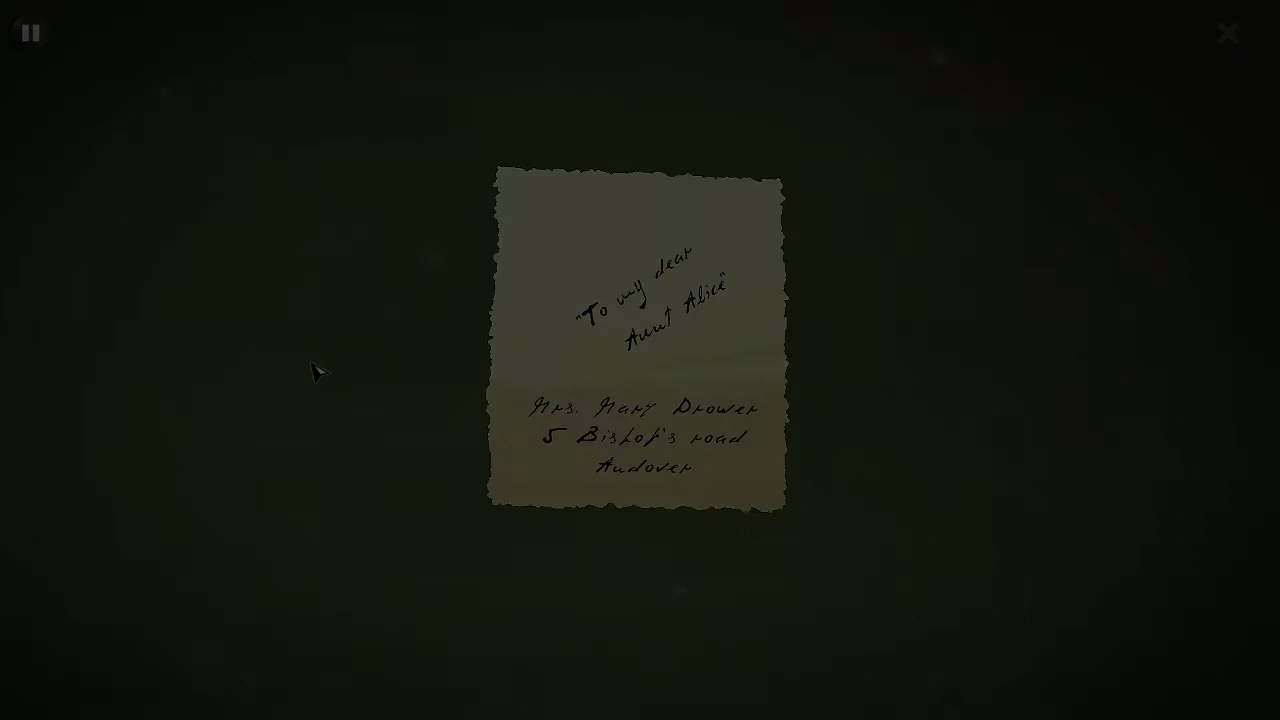 "To my dear
Aunt Alice"
Mrs. Mary Drower
5 Bishop's road
Andover